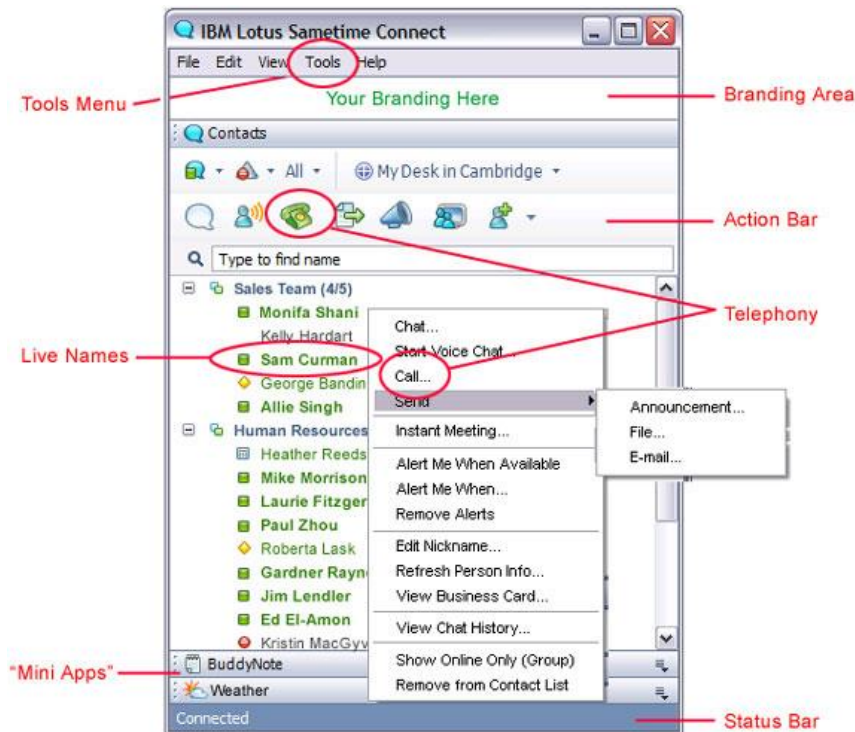 IBM Lotus Sametime Connect
File Edit View Tools Help
Tools Menu
Your Branding Here
Branding Area
Contacts
All
My Desk in Cambridge
Action Bar
Type to find name
Sales Team (4/5)
Monifa Shani
Kelly Hardart
Live Names
Sam Curman
George Bandin
Allie Singh
Human Resources
Heather Reeds
Mike Morrison
Laurie Fitzger
Paul Zhou
Roberta Lask
Gardner Rayn
Jim Lendler
Ed El-Amon
Kristin MacGyv
Chat...
Start Voice Chat...
Call...
Send
Telephony
Announcement...
File...
E-mail...
Instant Meeting...
Alert Me When Available
Alert Me When...
Remove Alerts
Edit Nickname...
Refresh Person Info...
View Business Card...
View Chat History...
Show Online Only (Group)
Remove from Contact List
"Mini Apps"
BuddyNote
Weather
Connected
Status Bar